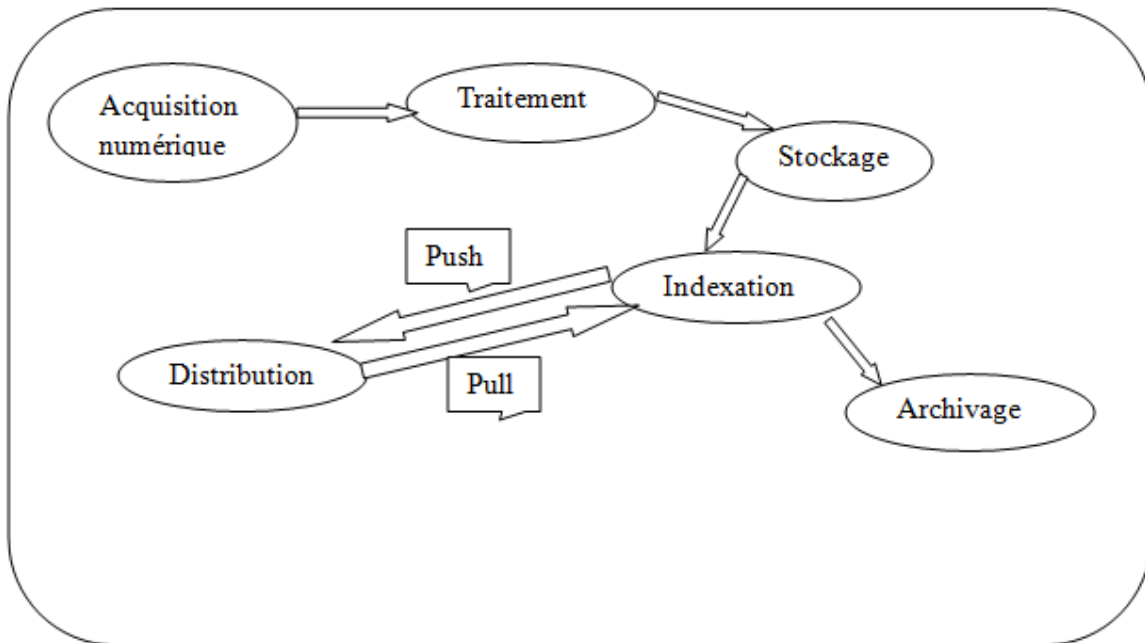 Acquisition
numérique
Traitement
Stockage
Push
Indexation
Distribution
Pull
Archivage